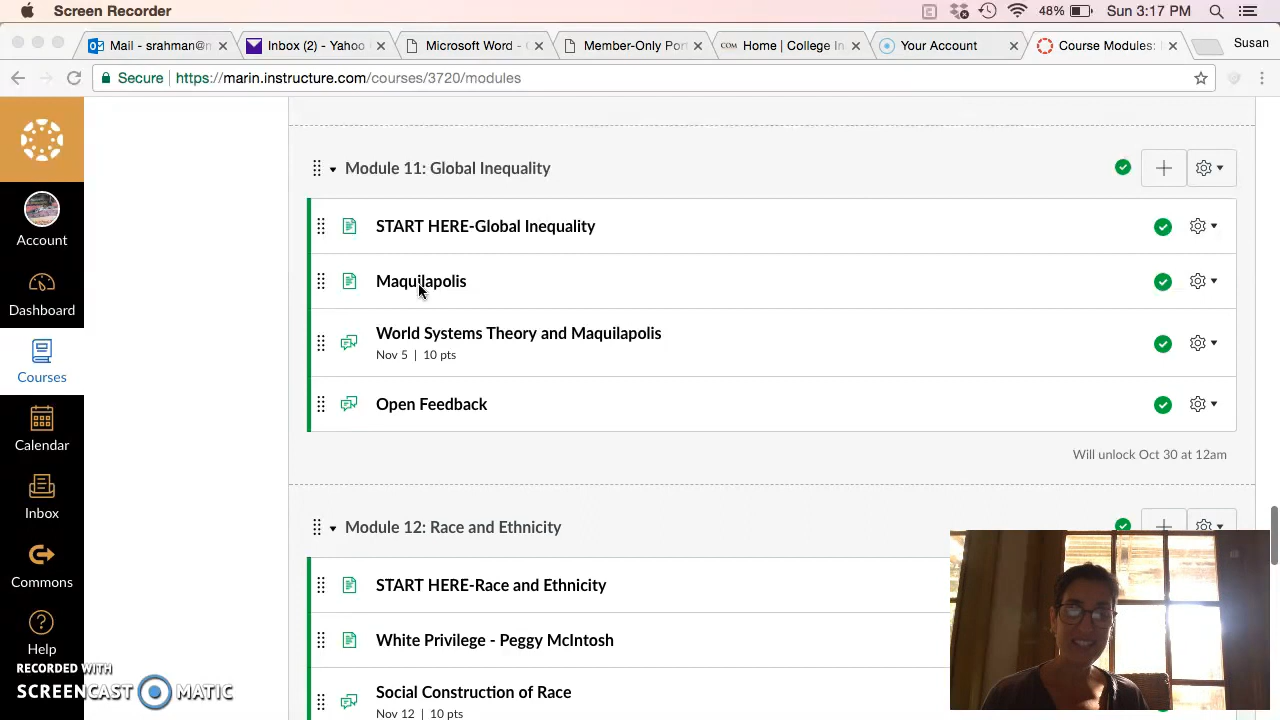 Screen Recorder
48%
Sun 3:17 PM
Mail - srahman@n
Inbox (2) - Yahoo
Microsoft Word -
Member-Only Por
COM
Home | College In
Your Account
Course Modules:
Susan
Secure
https://marin.instructure.com/courses/3720/modules
Account
Dashboard
Courses
Calendar
Inbox
Commons
Help
Module 11: Global Inequality
START HERE-Global Inequality
Maquilapolis
World Systems Theory and Maquilapolis
Nov 5 | 10 pts
Open Feedback
Will unlock Oct 30 at 12am
Module 12: Race and Ethnicity
START HERE-Race and Ethnicity
White Privilege - Peggy McIntosh
Social Construction of Race
Nov 12 | 10 pts
RECORDED WITH
SCREENCAST MATIC